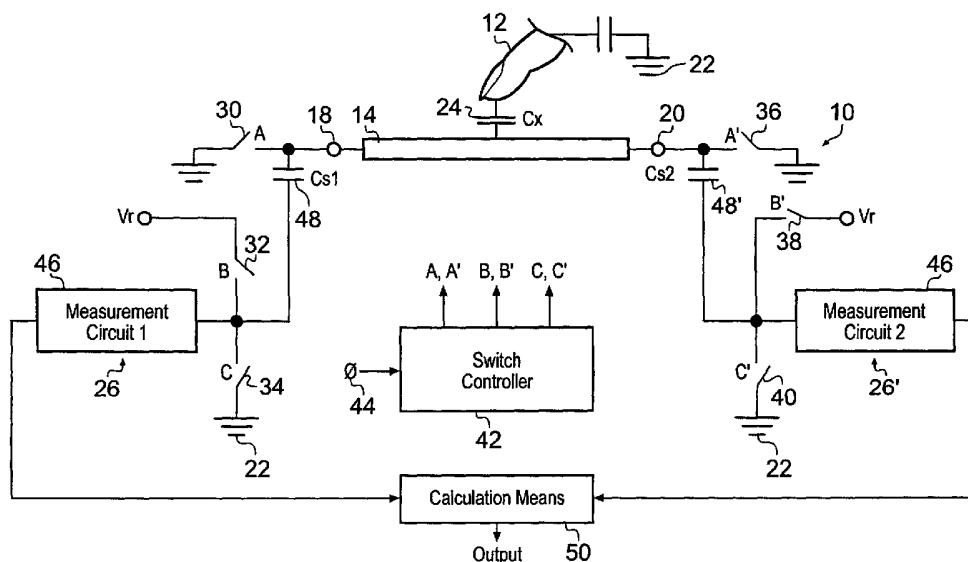 12
22
24
Cx
30
A
18
14
20
A'
36
10
Cs1
48
Cs2
48'
Vr
32
B
B'
38
Vr
46
Measurement
Circuit 1
26
C
34
22
A, A'
B, B'
C, C'
Ø
44
Switch
Controller
42
46
Measurement
Circuit 2
26'
C'
40
22
Calculation Means
50
Output